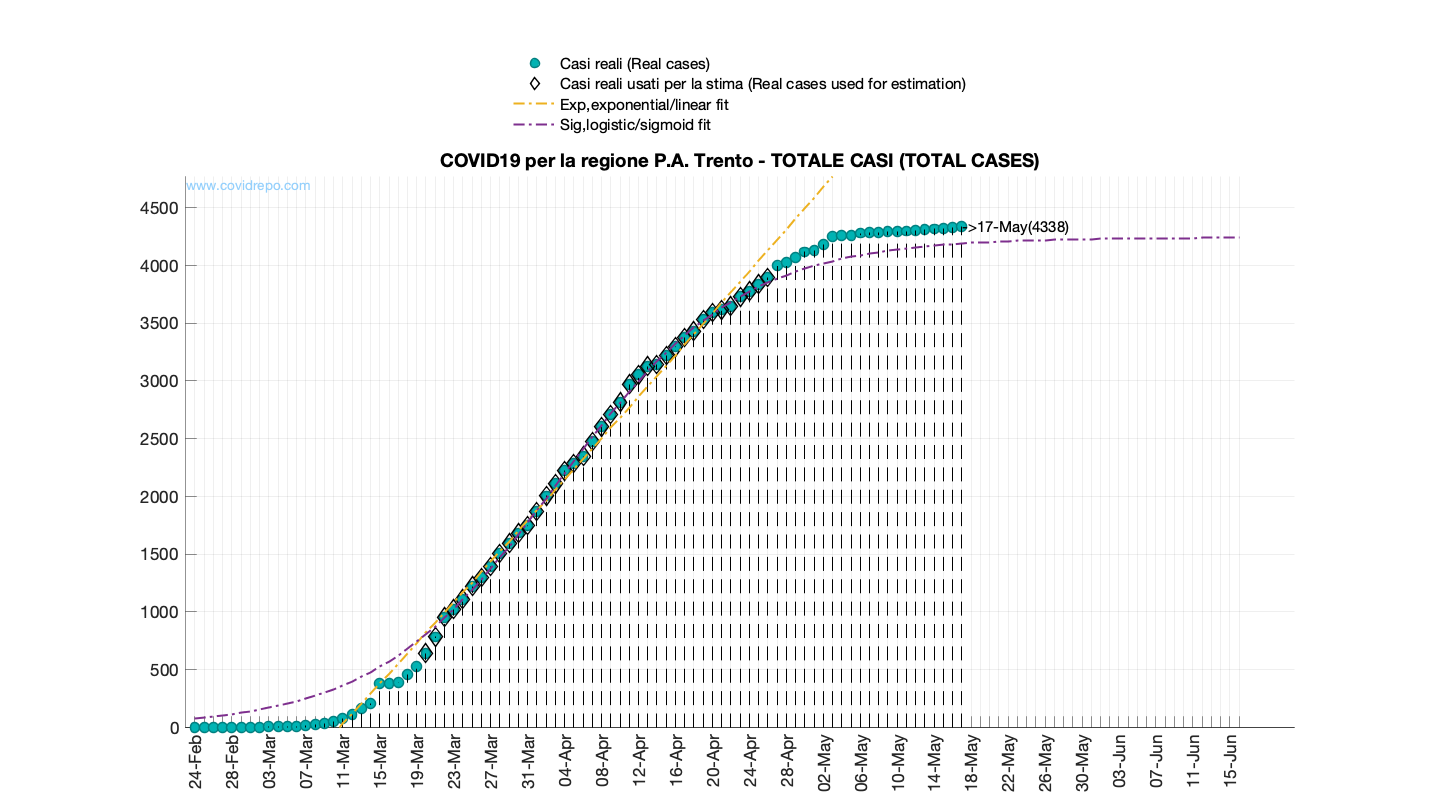 Casi reali (Real cases)
Casi reali usati per la stima (Real cases used for estimation)
Exp,exponential/linear fit
Sig,logistic/sigmoid fit
COVID19 per la regione P.A. Trento - TOTALE CASI (TOTAL CASES)
www.covidrepo.com
4500
4000
3500
3000
2500
2000
1500
1000
500
0
>17-May(4338)
24-Feb
28-Feb
03-Mar
07-Mar
11-Mar
15-Mar
19-Mar
23-Mar
27-Mar
31-Mar
04-Apr
08-Apr
12-Apr
16-Apr
20-Apr
24-Apr
28-Apr
02-May
06-May
10-May
14-May
18-May
22-May
26-May
30-May
03-Jun
07-Jun
11-Jun
15-Jun